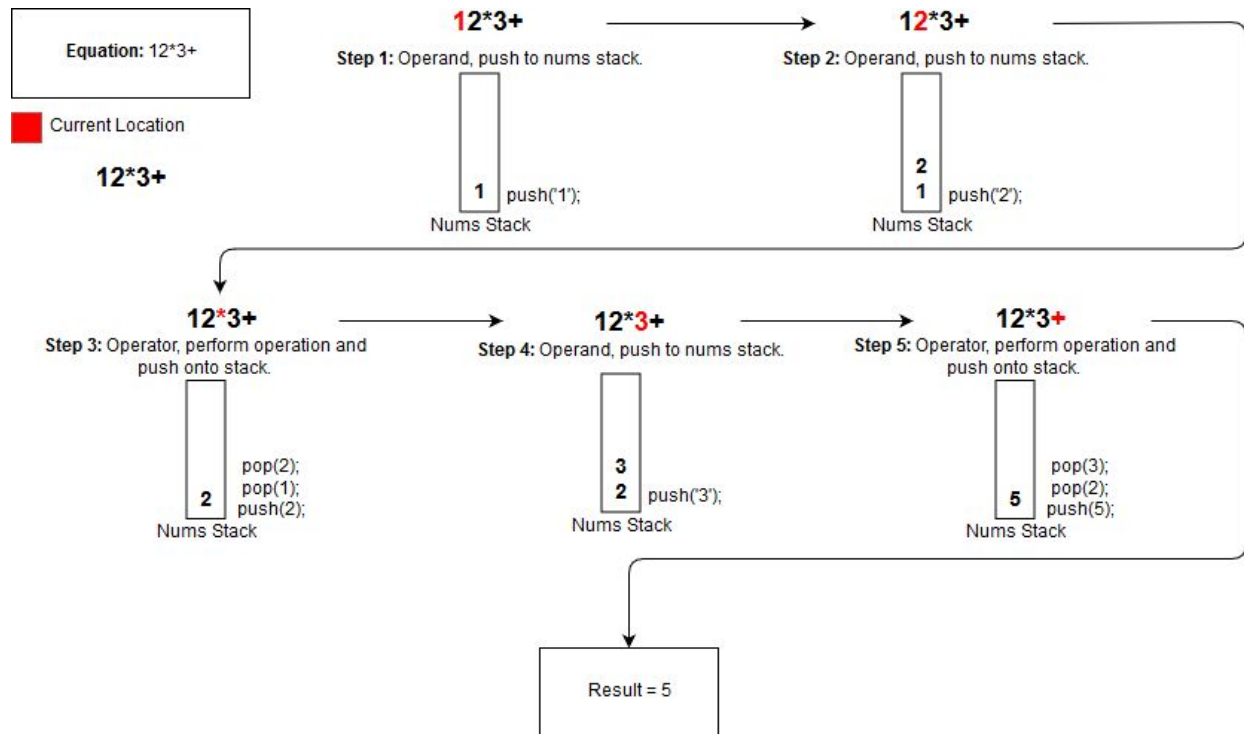 Equation: 12*3+
Current Location
12*3+
12*3+
Step 1: Operand, push to nums stack.
1
push('1');
Nums Stack
12*3+
Step 2: Operand, push to nums stack.
2
1
push('2');
Nums Stack
12*3+
Step 3: Operator, perform operation and
push onto stack.
pop(2);
pop(1);
2
push(2);
Nums Stack
12*3+
Step 4: Operand, push to nums stack.
3
2
push('3');
Nums Stack
12*3+
Step 5: Operator, perform operation and
push onto stack.
pop(3);
pop(2);
5
push(5);
Nums Stack
Result = 5